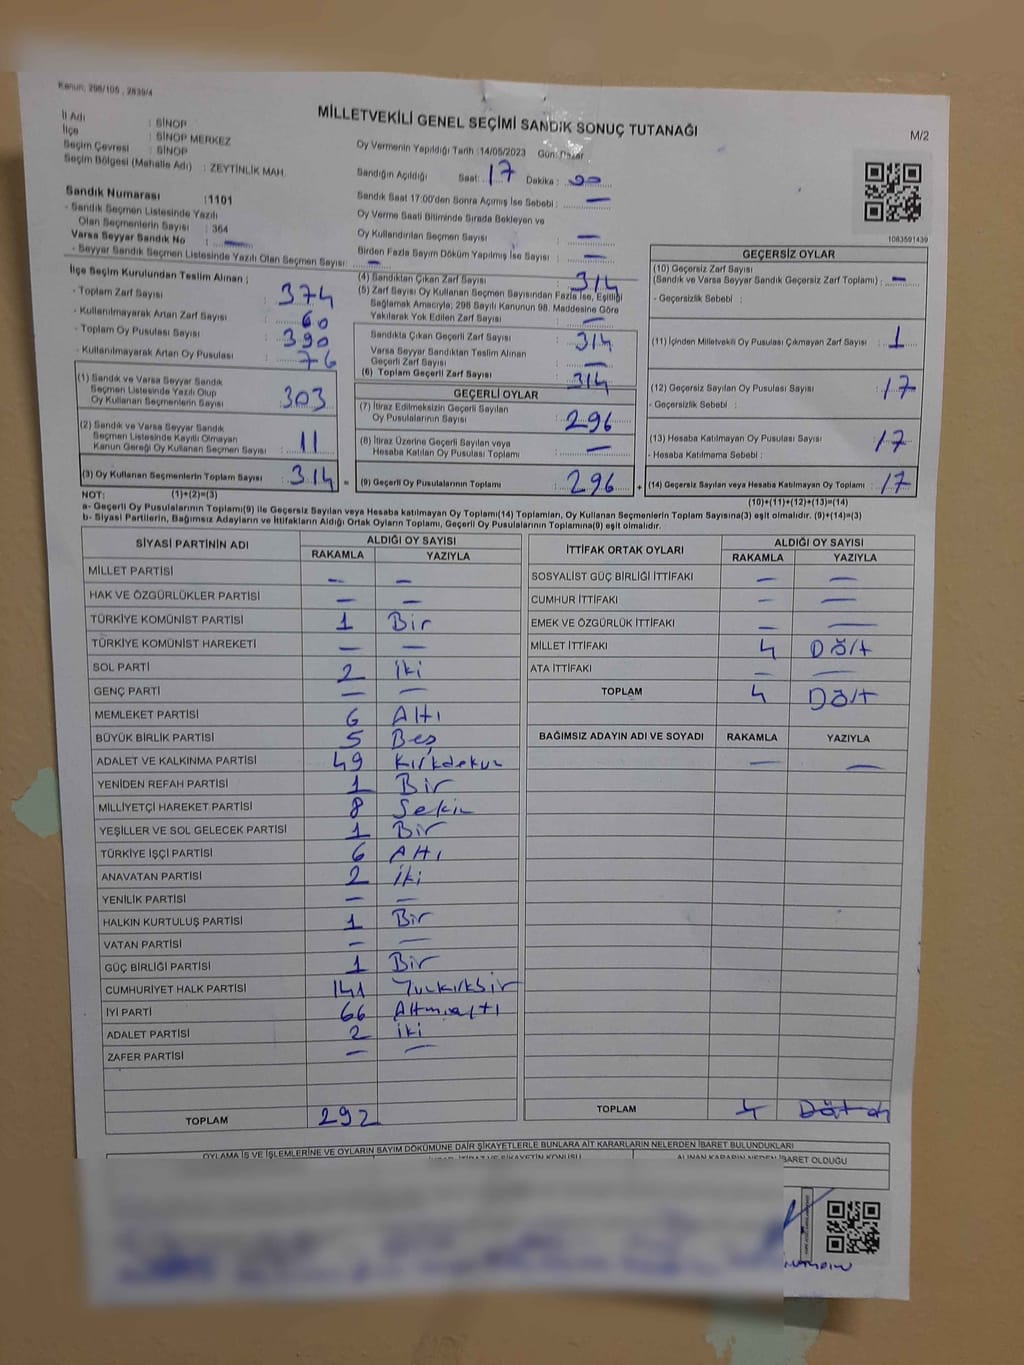 Kanun; 298/105 , 2839/4
MİLLETVEKİLİ GENEL SEÇİMİ SANDIK SONUÇ TUTANAĞI
M/2
İl Adı : SİNOP
İlçe : SİNOP MERKEZ
Seçim Çevresi : SİNOP
Seçim Bölgesi (Mahalle Adı) : ZEYTİNLİK MAH.
Sandık Numarası :1101
- Sandık Seçmen Listesinde Yazılı
Olan Seçmenlerin Sayısı : 364
Varsa Seyyar Sandık No : —
- Seyyar Sandık Seçmen Listesinde Yazılı Olan Seçmen Sayısı: —
Oy Vermenin Yapıldığı Tarih :14/05/2023 Gün: Pazar
Sandığın Açıldığı Saat: 17 Dakika : 00
Sandık Saat 17:00'den Sonra Açımış İse Sebebi : —
Oy Verme Saati Bitiminde Sırada Bekleyen ve
Oy Kullandırılan Seçmen Sayısı : —
Birden Fazla Sayım Döküm Yapılmış İse Sayısı : —
1083591439
İlçe Seçim Kurulundan Teslim Alınan ;
- Toplam Zarf Sayısı : 374
- Kullanılmayarak Artan Zarf Sayısı : 60
- Toplam Oy Pusulası Sayısı : 390
- Kullanılmayarak Artan Oy Pusulası : 76
(1) Sandık ve Varsa Seyyar Sandık
Seçmen Listesinde Yazılı Olup
Oy Kullanan Seçmenlerin Sayısı : 303
(2) Sandık ve Varsa Seyyar Sandık
Seçmen Listesinde Kayıtlı Olmayan
Kanun Gereği Oy Kullanan Seçmen Sayısı : 11
(3) Oy Kullanan Seçmenlerin Toplam Sayısı : 314 =
(4) Sandıktan Çıkan Zarf Sayısı : 314
(5) Zarf Sayısı Oy Kullanan Seçmen Sayısından Fazla İse, Eşitliği
Sağlamak Amacıyla; 298 Sayılı Kanunun 98. Maddesine Göre
Yakılarak Yok Edilen Zarf Sayısı : —
Sandıkta Çıkan Geçerli Zarf Sayısı : 314
Varsa Seyyar Sandıktan Teslim Alınan
Geçerli Zarf Sayısı : —
(6) Toplam Geçerli Zarf Sayısı : 314
GEÇERLİ OYLAR
(7) İtiraz Edilmeksizin Geçerli Sayılan
Oy Pusulalarının Sayısı : 296
(8) İtiraz Üzerine Geçerli Sayılan veya
Hesaba Katılan Oy Pusulası Toplamı : —
(9) Geçerli Oy Pusulalarının Toplamı : 296 +
GEÇERSİZ OYLAR
(10) Geçersiz Zarf Sayısı
(Sandık ve Varsa Seyyar Sandık Geçersiz Zarf Toplamı) : —
- Geçersizlik Sebebi :
(11) İçinden Milletvekili Oy Pusulası Çıkmayan Zarf Sayısı : 1
(12) Geçersiz Sayılan Oy Pusulası Sayısı : 17
- Geçersizlik Sebebi :
(13) Hesaba Katılmayan Oy Pusulası Sayısı : 17
- Hesaba Katılmama Sebebi :
(14) Geçersiz Sayılan veya Hesaba Katılmayan Oy Toplamı : 17
NOT: (1)+(2)=(3)
(10)+(11)+(12)+(13)=(14)
a- Geçerli Oy Pusulasının Toplamı(9) ile Geçersiz Sayılan veya Hesaba Katılmayan Oy Toplamı(14) Toplamları, Oy Kullanan Seçmenlerin Toplam Sayısına(3) eşit olmalıdır. (9)+(14)=(3)
b- Siyasi Partilerin, Bağımsız Adayların ve İttifakların Aldığı Ortak Oyların Toplamı, Geçerli Oy Pusulalarının Toplamına(9) eşit olmalıdır.
SİYASİ PARTİNİN ADI ALDIĞI OY SAYISI
RAKAMLA YAZIYLA
MİLLET PARTİSİ — —
HAK VE ÖZGÜRLÜKLER PARTİSİ — —
TÜRKİYE KOMÜNİST PARTİSİ 1 Bir
TÜRKİYE KOMÜNİST HAREKETİ — —
SOL PARTİ 2 iki
GENÇ PARTİ — —
MEMLEKET PARTİSİ 6 Altı
BÜYÜK BİRLİK PARTİSİ 5 Beş
ADALET VE KALKINMA PARTİSİ 49 Kırkdokuz
YENİDEN REFAH PARTİSİ 1 Bir
MİLLİYETÇİ HAREKET PARTİSİ 8 Sekiz
YEŞİLLER VE SOL GELECEK PARTİSİ 1 Bir
TÜRKİYE İŞÇİ PARTİSİ 6 Altı
ANAVATAN PARTİSİ 2 iki
YENİLİK PARTİSİ — —
HALKIN KURTULUŞ PARTİSİ 1 Bir
VATAN PARTİSİ — —
GÜÇ BİRLİĞİ PARTİSİ 1 Bir
CUMHURİYET HALK PARTİSİ 141 Yüzkırkbir
İYİ PARTİ 66 Altmışaltı
ADALET PARTİSİ 2 iki
ZAFER PARTİSİ — —
TOPLAM 292
İTTİFAK ORTAK OYLARI ALDIĞI OY SAYISI
RAKAMLA YAZIYLA
SOSYALİST GÜÇ BİRLİĞİ İTTİFAKI — —
CUMHUR İTTİFAKI — —
EMEK VE ÖZGÜRLÜK İTTİFAKI — —
MİLLET İTTİFAKI 4 Dört
ATA İTTİFAKI — —
TOPLAM 4 Dört
BAĞIMSIZ ADAYIN ADI VE SOYADI RAKAMLA YAZIYLA
— —
TOPLAM 4
OYLAMA İŞ VE İŞLEMLERİNE VE OYLARIN SAYIM DÖKÜMÜNE DAİR ŞİKAYETLERLE BUNLARA AİT KARARLARIN NELERDEN İBARET BULUNDUKLARI
ALINAN KARARIN NEDEN İBARET OLDUĞU